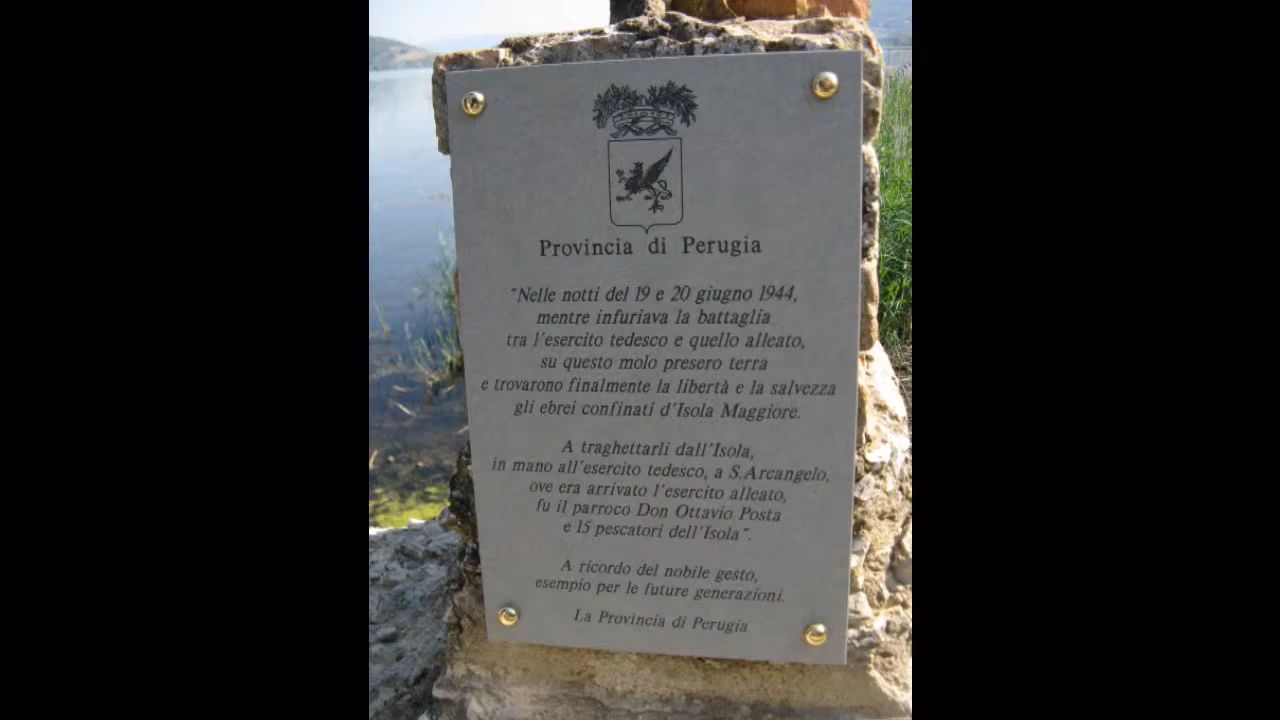 Provincia di Perugia
"Nelle notti del 19 e 20 giugno 1944,
mentre infuriava la battaglia
tra l'esercito tedesco e quello alleato,
su questo molo presero terra
e trovarono finalmente la libertà e la salvezza
gli ebrei confinati d'Isola Maggiore.
A traghettarli dall'Isola,
in mano all'esercito tedesco, a S.Arcangelo,
ove era arrivato l'esercito alleato,
fu il parroco Don Ottavio Posta
e 15 pescatori dell'Isola".
A ricordo del nobile gesto,
esempio per le future generazioni.
La Provincia di Perugia